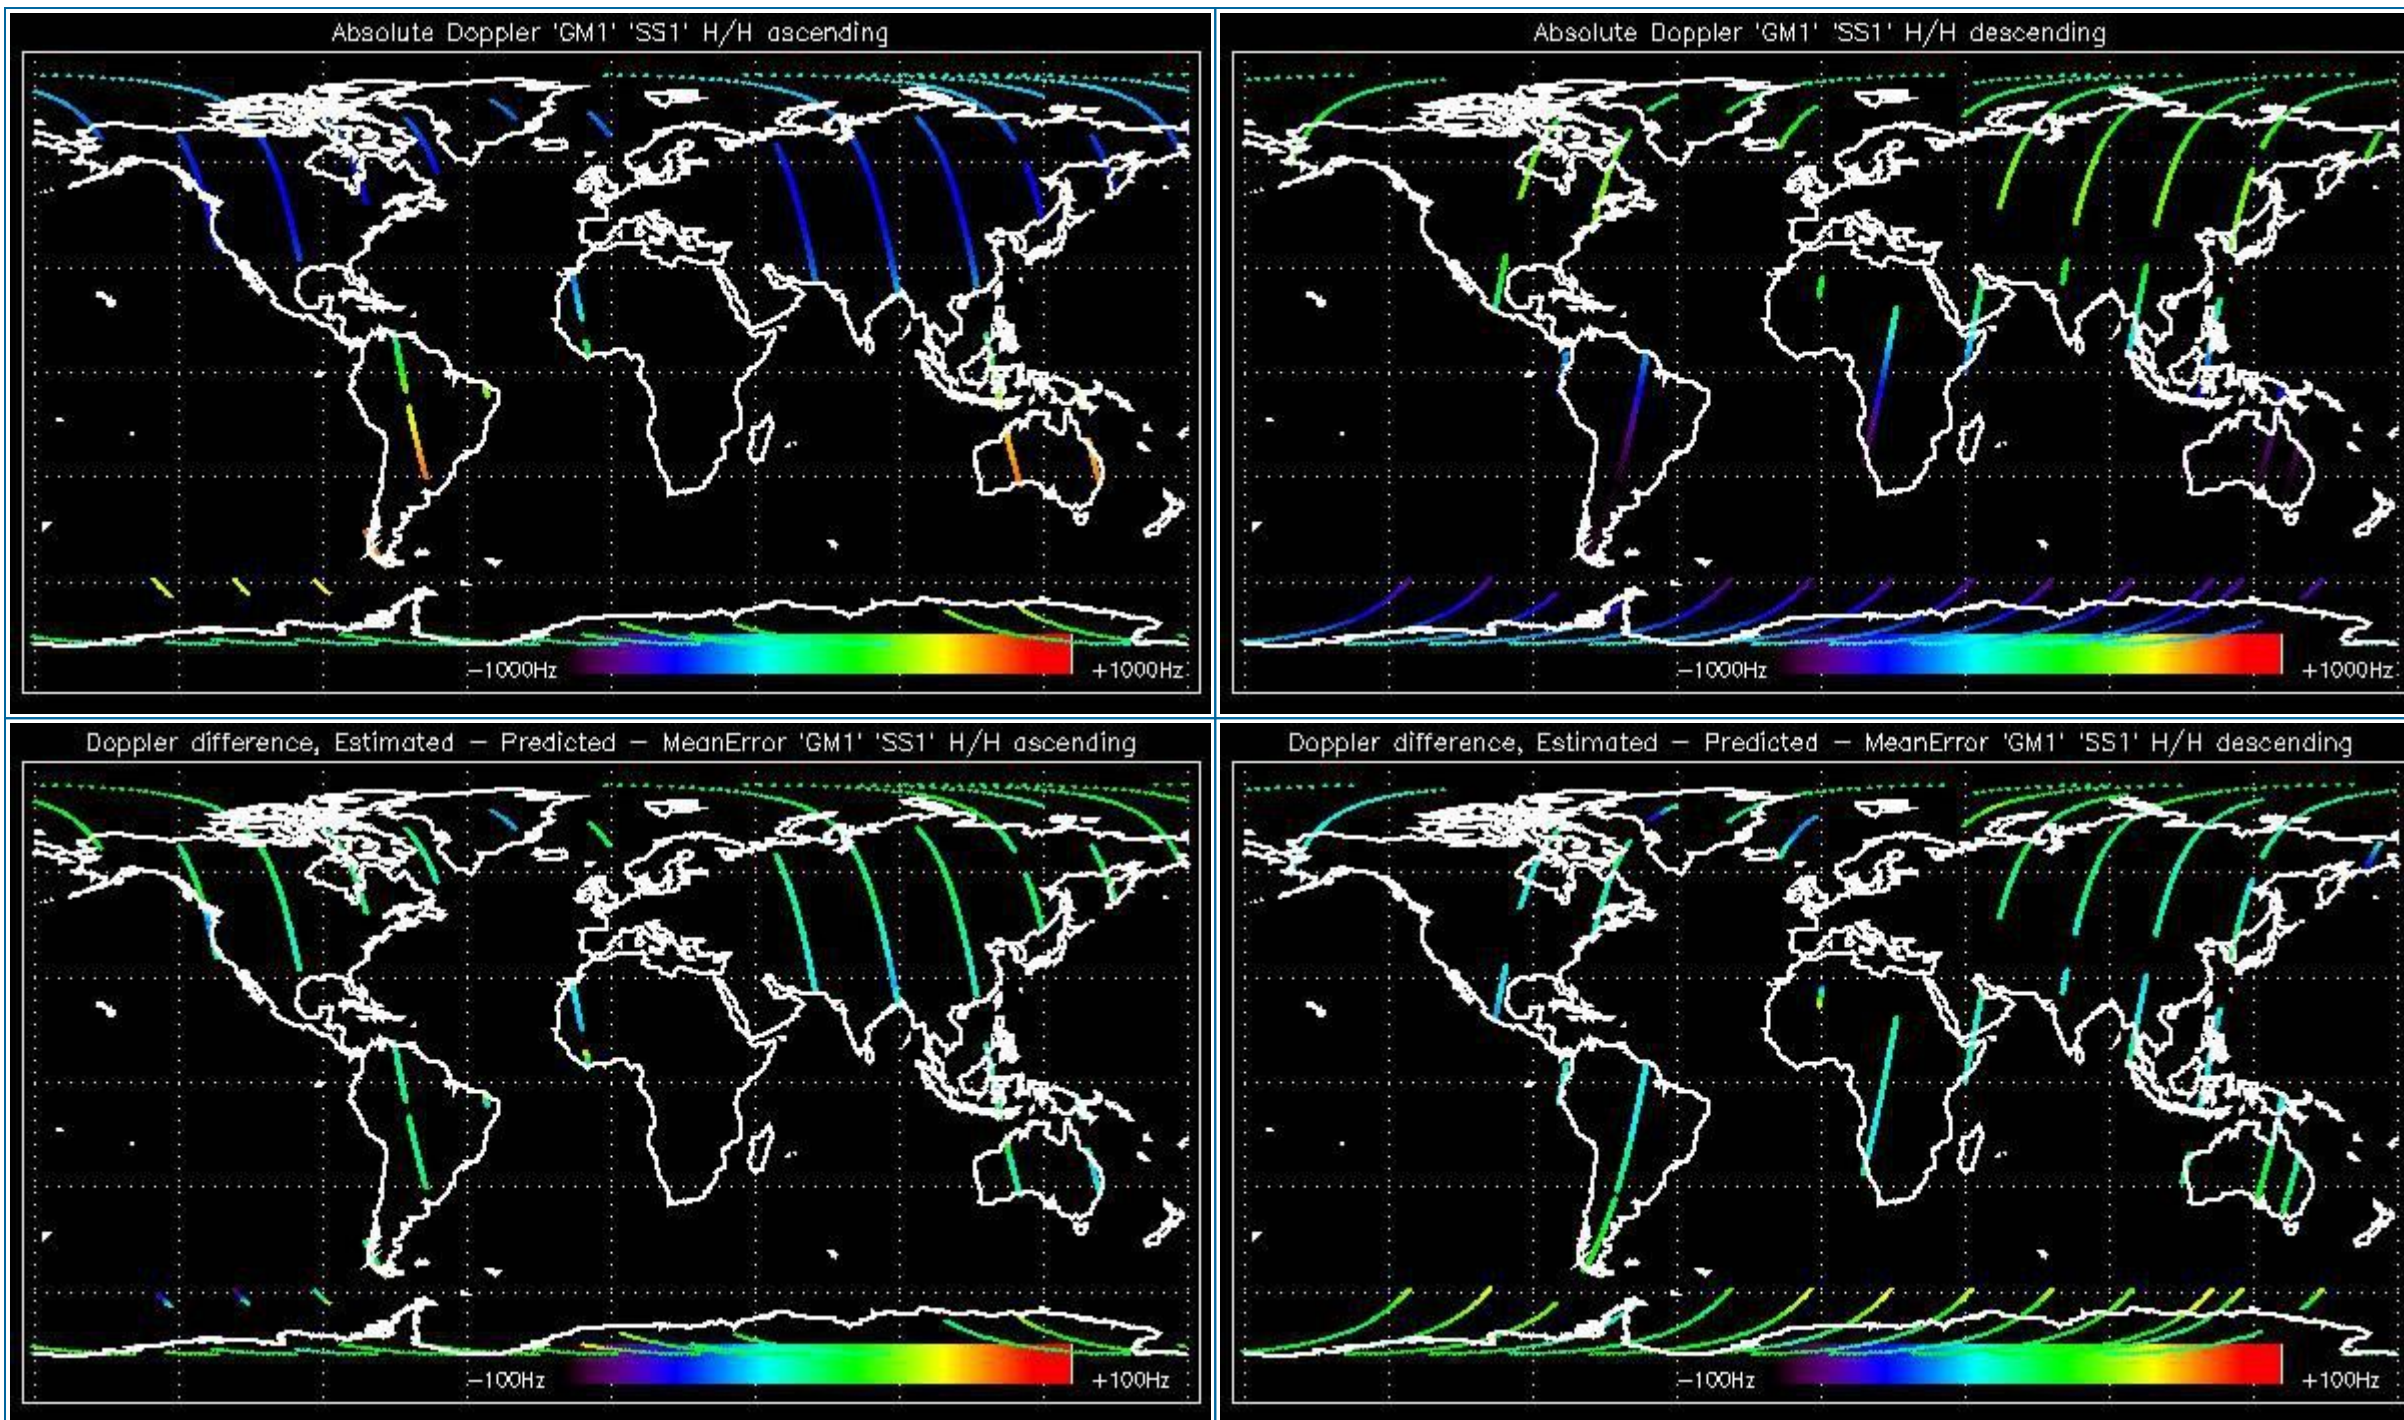 Absolute Doppler 'GM1' 'SS1' H/H ascending
−1000Hz
+1000Hz
Absolute Doppler 'GM1' 'SS1' H/H descending
−1000Hz
+1000Hz
Doppler difference, Estimated − Predicted − MeanError 'GM1' 'SS1' H/H ascending
−100Hz
+100Hz
Doppler difference, Estimated − Predicted − MeanError 'GM1' 'SS1' H/H descending
−100Hz
+100Hz